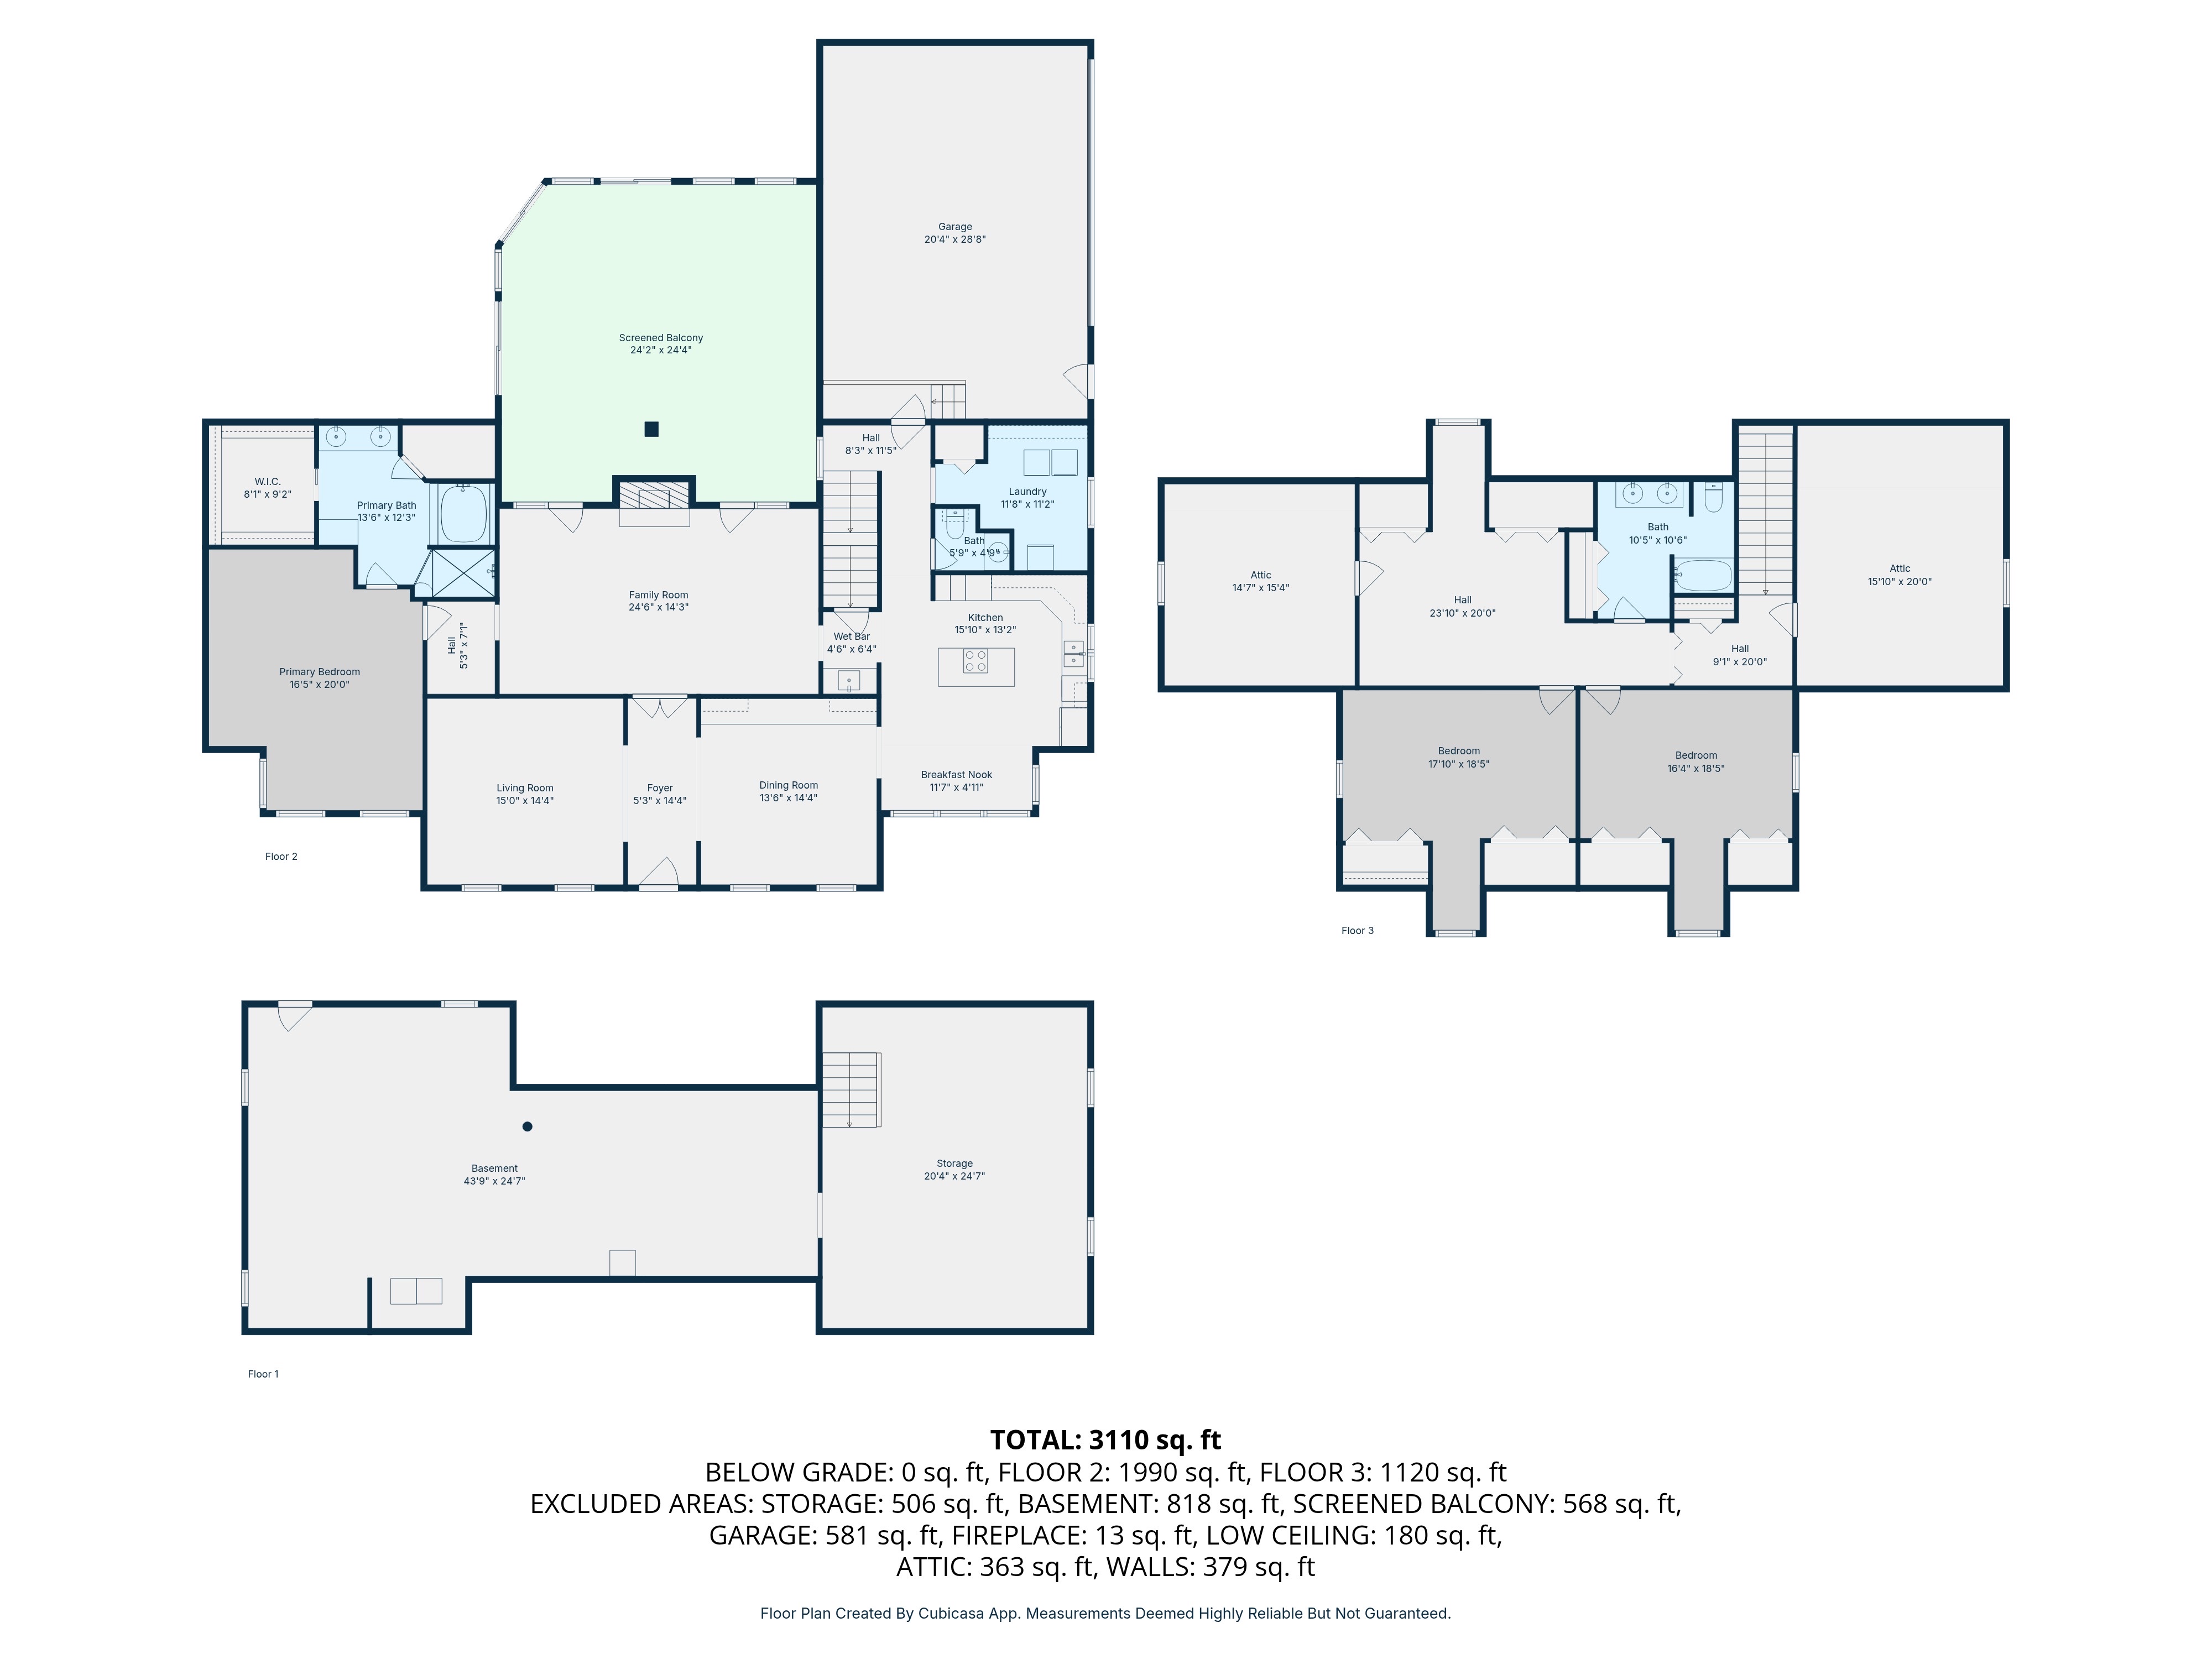 Garage
20'4" x 28'8"
Screened Balcony
24'2" x 24'4"
Hall
8'3" x 11'5"
W.I.C.
8'1" x 9'2"
Primary Bath
13'6" x 12'3"
Laundry
11'8" x 11'2"
Bath
5'9" x 4'9"
Family Room
24'6" x 14'3"
Kitchen
15'10" x 13'2"
Wet Bar
4'6" x 6'4"
Hall
5'3" x 7'1"
Primary Bedroom
16'5" x 20'0"
Living Room
15'0" x 14'4"
Foyer
5'3" x 14'4"
Dining Room
13'6" x 14'4"
Breakfast Nook
11'7" x 4'11"
Floor 2
Attic
14'7" x 15'4"
Hall
23'10" x 20'0"
Bath
10'5" x 10'6"
Attic
15'10" x 20'0"
Hall
9'1" x 20'0"
Bedroom
17'10" x 18'5"
Bedroom
16'4" x 18'5"
Floor 3
Basement
43'9" x 24'7"
Storage
20'4" x 24'7"
Floor 1
TOTAL: 3110 sq. ft
BELOW GRADE: 0 sq. ft, FLOOR 2: 1990 sq. ft, FLOOR 3: 1120 sq. ft
EXCLUDED AREAS: STORAGE: 506 sq. ft, BASEMENT: 818 sq. ft, SCREENED BALCONY: 568 sq. ft,
GARAGE: 581 sq. ft, FIREPLACE: 13 sq. ft, LOW CEILING: 180 sq. ft,
ATTIC: 363 sq. ft, WALLS: 379 sq. ft
Floor Plan Created By Cubicasa App. Measurements Deemed Highly Reliable But Not Guaranteed.